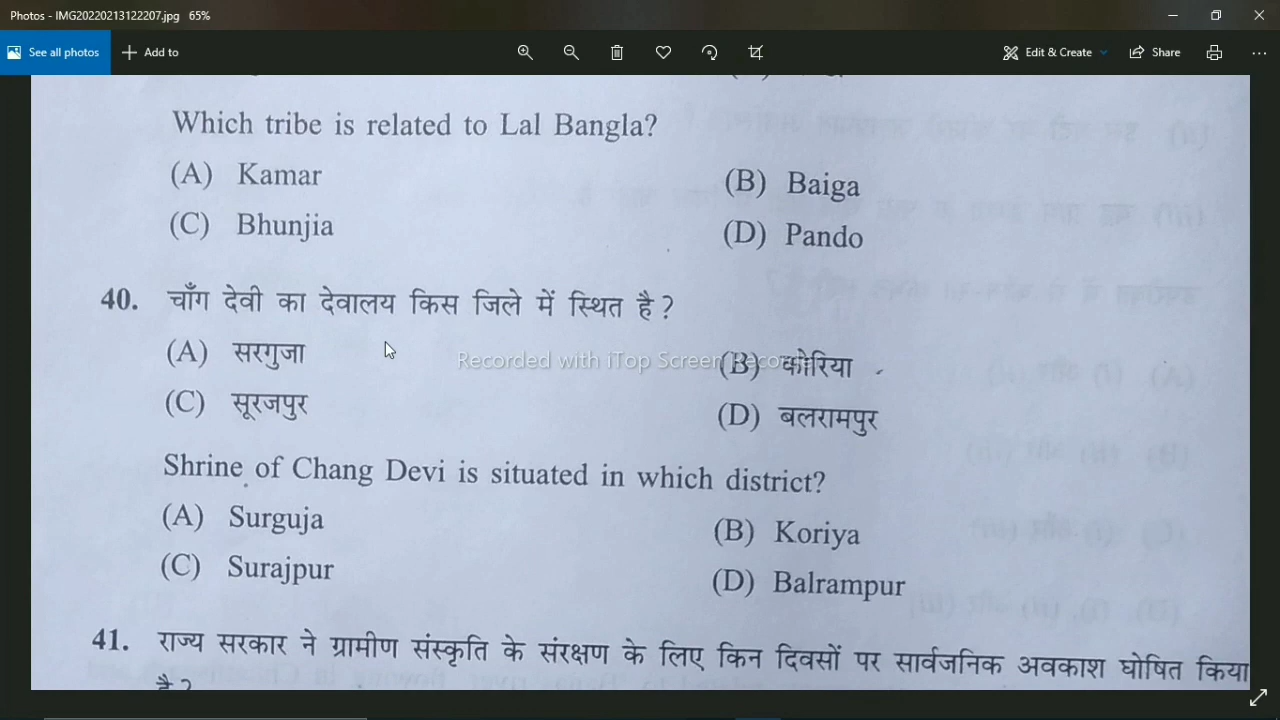 Photos - IMG20220213122207.jpg 65%
See all photos
Add to
Edit & Create
Share
Which tribe is related to Lal Bangla?
(A) Kamar
(B) Baiga
(C) Bhunjia
(D) Pando
40. चाँग देवी का देवालय किस जिले में स्थित है ?
(A) सरगुजा
(B) कोरिया
Recorded with iTop Screen
(C) सूरजपुर
(D) बलरामपुर
Shrine of Chang Devi is situated in which district?
(A) Surguja
(B) Koriya
(C) Surajpur
(D) Balrampur
41. राज्य सरकार ने ग्रामीण संस्कृति के संरक्षण के लिए किन दिवसों पर सार्वजनिक अवकाश घोषित किया
है ?